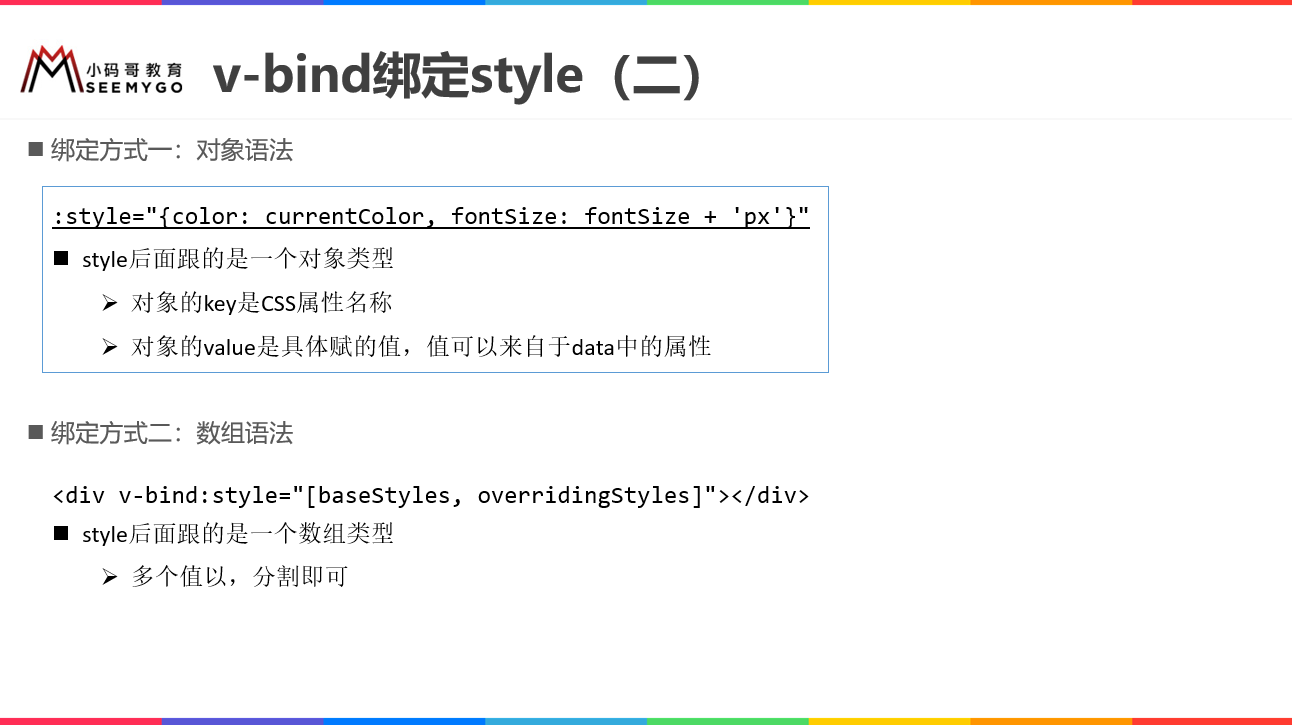 小码哥教育
SEEMYGO
v-bind绑定style（二）
绑定方式一：对象语法
:style="{color: currentColor, fontSize: fontSize + 'px'}"
style后面跟的是一个对象类型
对象的key是CSS属性名称
对象的value是具体赋的值，值可以来自于data中的属性
绑定方式二：数组语法
<div v-bind:style="[baseStyles, overridingStyles]"></div>
style后面跟的是一个数组类型
多个值以，分割即可